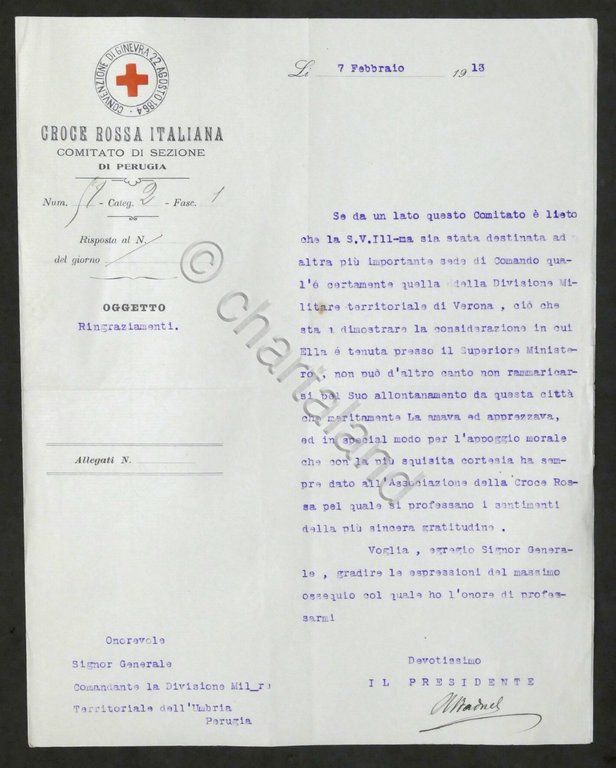 CONVENZIONE DI GINEVRA 22 AGOSTO 1864
CROCE ROSSA ITALIANA
COMITATO DI SEZIONE
DI PERUGIA
Num. 51 - Categ. 2 - Fasc. 1
Risposta al N.
del giorno
OGGETTO
Ringraziamenti.
Allegati N.
Li 7 Febbraio 1913
Se da un lato questo Comitato è lieto
che la S.V.Ill-ma sia stata destinata ad
altra più importante sede di Comando qua-
l'è certamente quella della Divisione Mi-
litare territoriale di Verona, ciò che
sta a dimostrare la considerazione in cui
Ella é tenuta presso il Superiore Ministe-
ro, non può d'altro canto non rammaricar-
si pel Suo allontanamento da questa città
che meritamente La amava ed apprezzava,
ed in special modo per l'appoggio morale
che con la più squisita cortesia ha sem-
pre dato all'Associazione della Croce Ros-
sa pel quale si professano i sentimenti
della più sincera gratitudine.
Voglia, egregio Signor Genera-
le, gradire le espressioni del massimo
ossequio col quale ho l'onore di profes-
sarmi
Devotissimo
IL PRESIDENTE
Onorevole
Signor Generale
Comandante la Divisione Mil_re
Territoriale dell'Umbria
Perugia
© chartaland